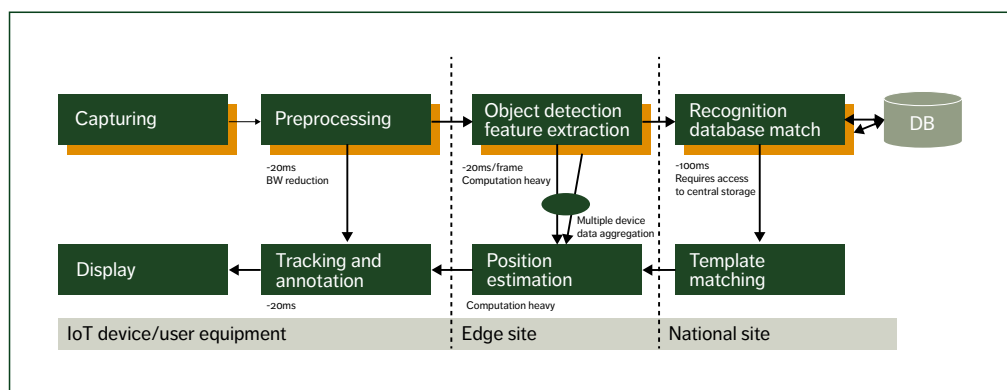 Capturing
Preprocessing
Object detection
feature extraction
Recognition
database match
DB
~20ms
BW reduction
~20ms/frame
Computation heavy
~100ms
Requires access
to central storage
Multiple device
data aggregation
Display
Tracking and
annotation
Position
estimation
Template
matching
~20ms
Computation heavy
IoT device/user equipment
Edge site
National site